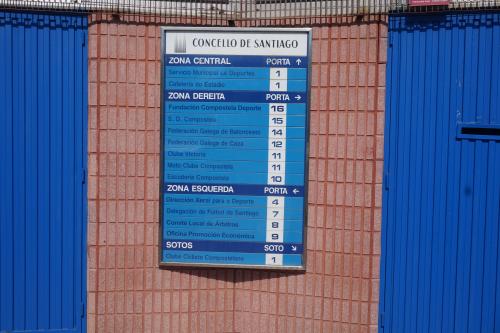 CONCELLO DE SANTIAGO
ZONA CENTRAL PORTA ↑
Servicio Municipal de Deportes 1
Cafetería do Estadio 1
ZONA DEREITA PORTA →
Fundación Compostela Deporte 16
S. D. Compostela 15
Federación Galega de Baloncesto 14
Federación Galega de Caza 12
Clube Victoria 11
Moto Clube Compostela 11
Escudería Compostela 10
ZONA ESQUERDA PORTA ←
Dirección Xeral para o Deporte 4
Delegación de Fútbol de Santiago 7
Comité Local de Árbitros 8
Oficina Promoción Económica 9
SOTOS SOTO ↘
Clube Ciclista Compostelano 1